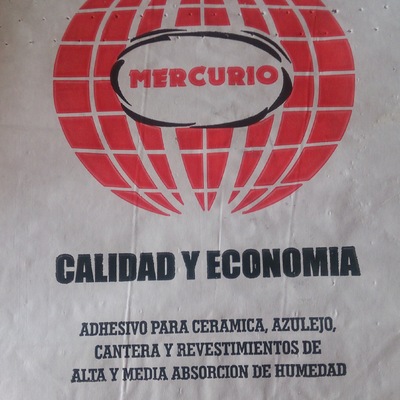 MERCURIO
CALIDAD Y ECONOMIA
ADHESIVO PARA CERAMICA, AZULEJO,
CANTERA Y REVESTIMIENTOS DE
ALTA Y MEDIA ABSORCION DE HUMEDAD